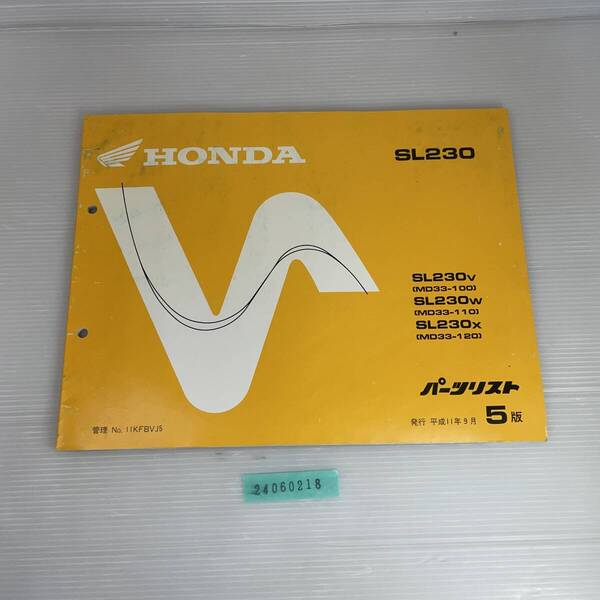 HONDA
SL230
SL230V
(MD33-100)
SL230W
(MD33-110)
SL230X
(MD33-120)
パーツリスト
管理 No. 11KFBVJ5
発行 平成11年9月 5版
24060218